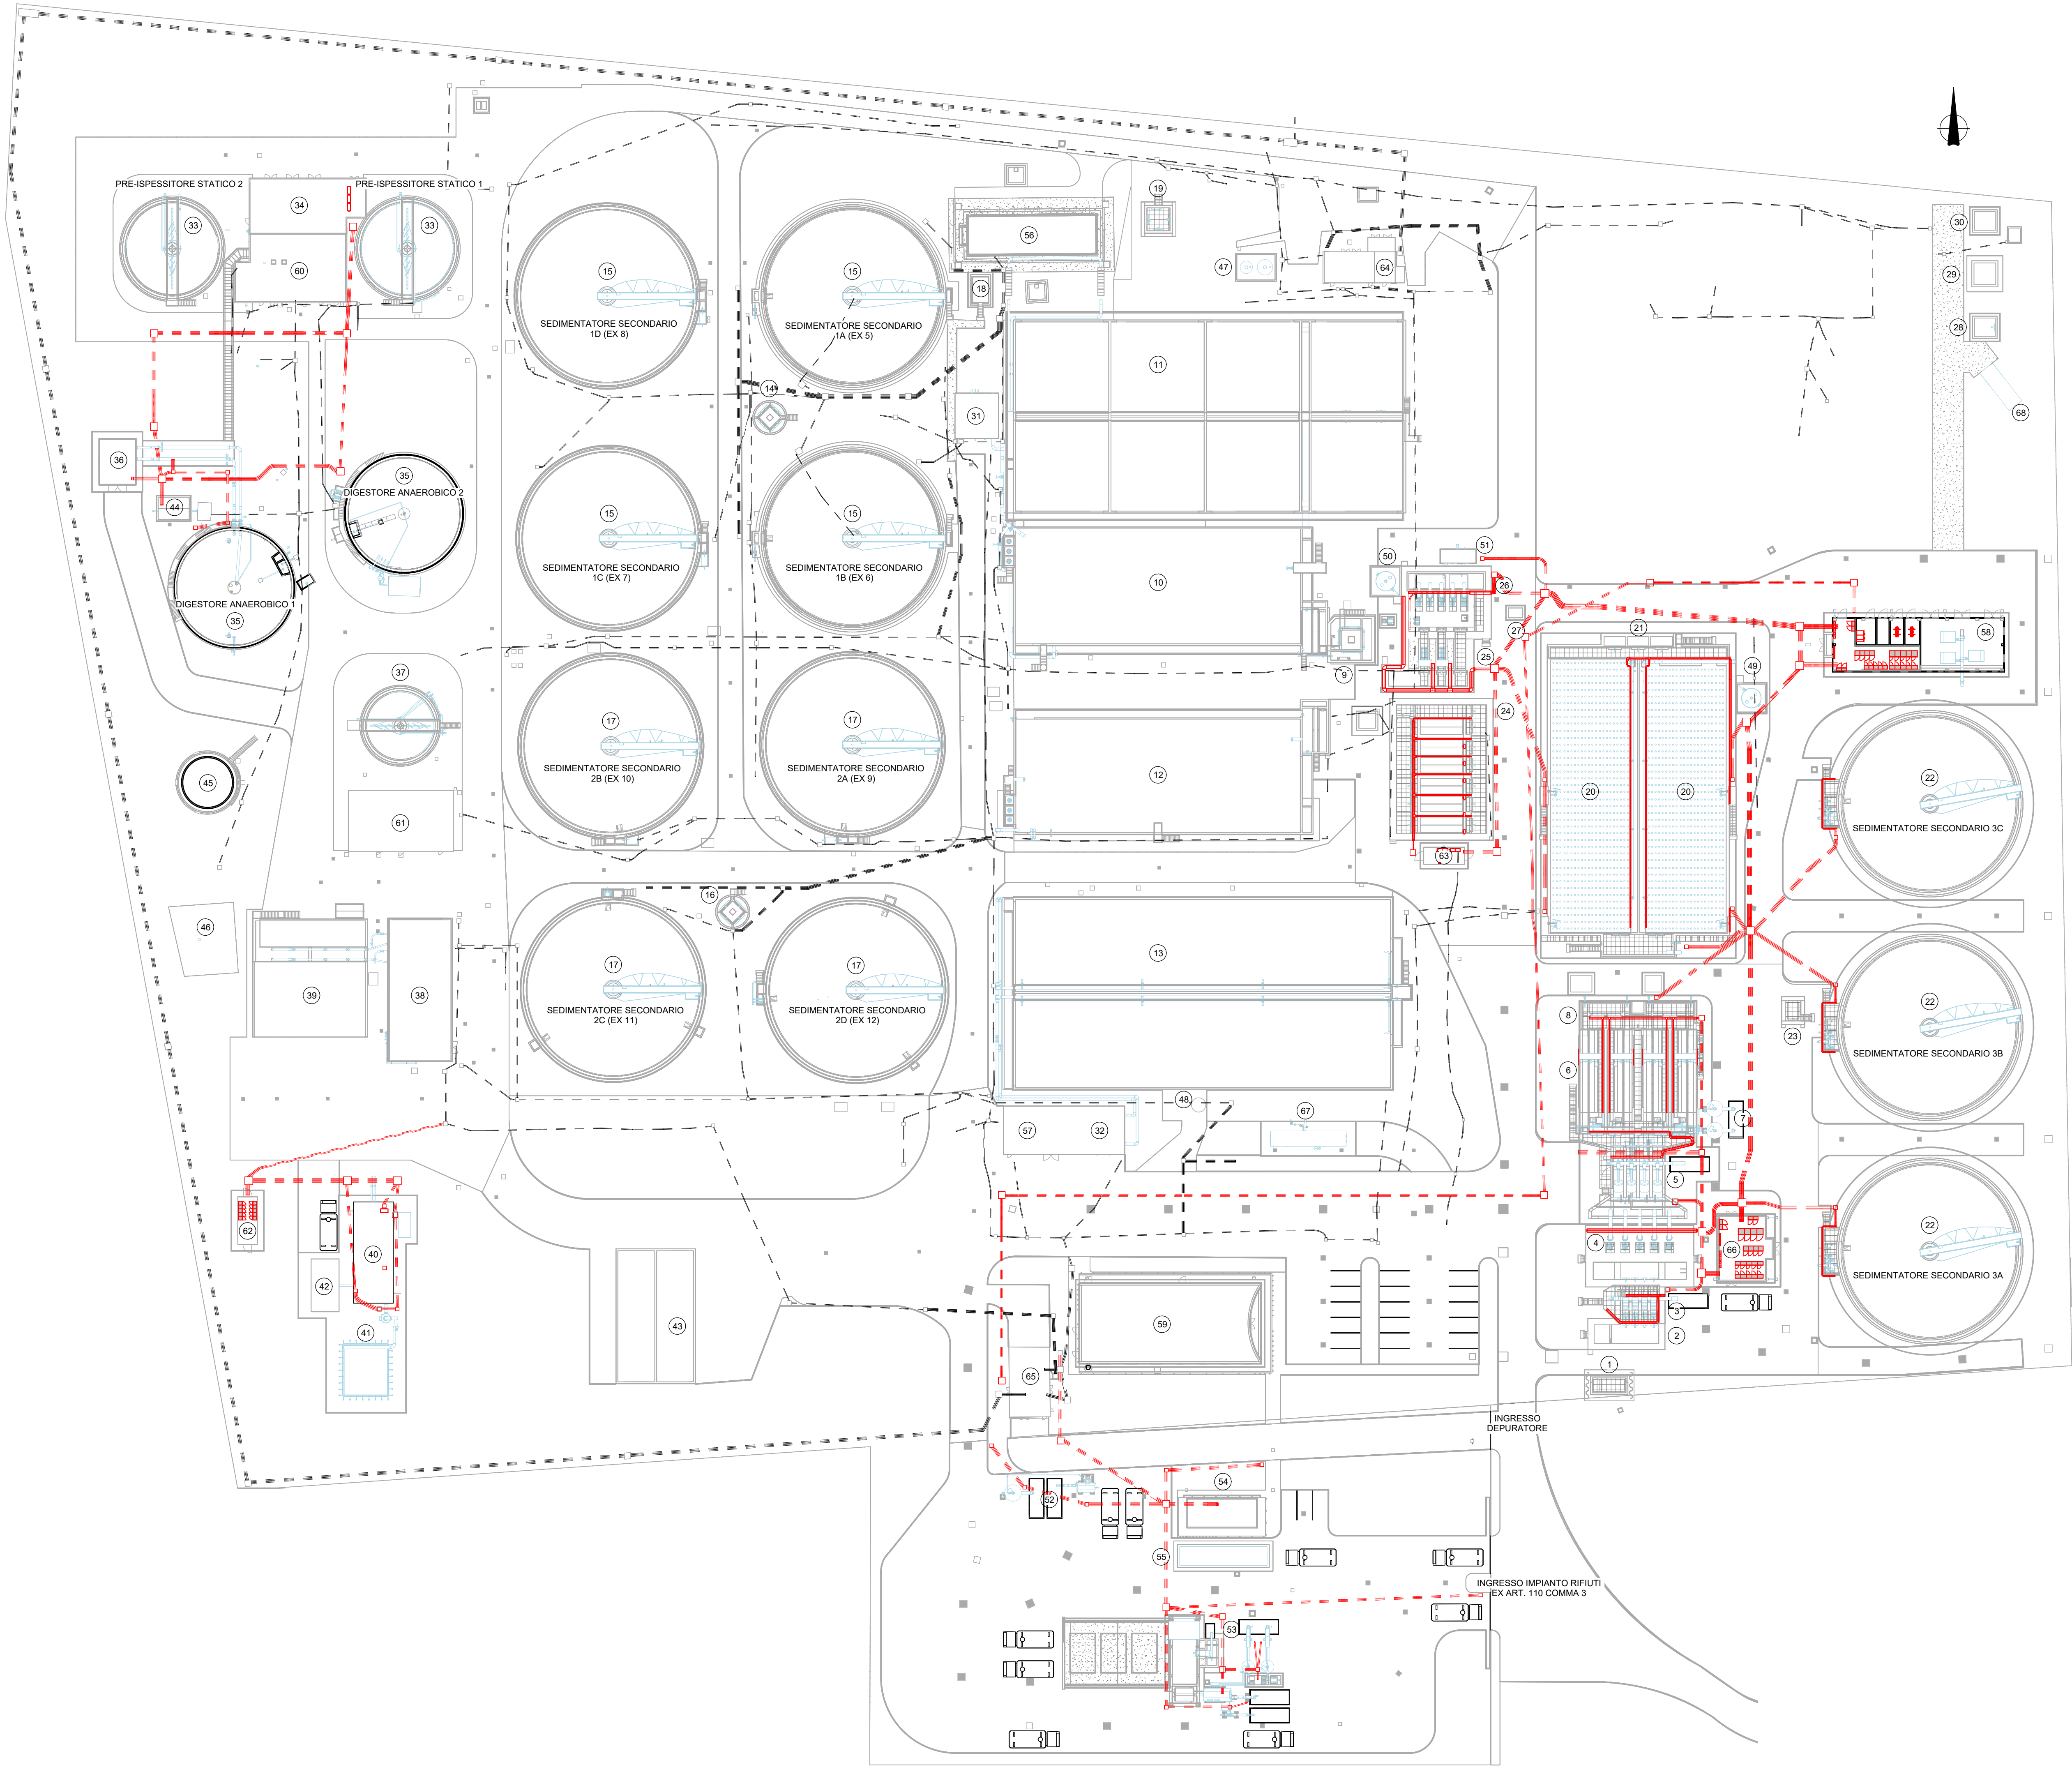 PRE-ISPESSITORE STATICO 2
PRE-ISPESSITORE STATICO 1
33
34
33
60
19
30
56
47
64
29
18
28
15
15
SEDIMENTATORE SECONDARIO
1D (EX 8)
SEDIMENTATORE SECONDARIO
1A (EX 5)
11
14
31
68
36
35
DIGESTORE ANAEROBICO 2
44
15
15
SEDIMENTATORE SECONDARIO
1C (EX 7)
SEDIMENTATORE SECONDARIO
1B (EX 6)
10
50
51
26
DIGESTORE ANAEROBICO 1
35
27
21
58
25
9
49
37
24
17
17
SEDIMENTATORE SECONDARIO
2B (EX 10)
SEDIMENTATORE SECONDARIO
2A (EX 9)
12
45
61
20
20
22
SEDIMENTATORE SECONDARIO 3C
63
16
46
39
38
17
17
SEDIMENTATORE SECONDARIO
2C (EX 11)
SEDIMENTATORE SECONDARIO
2D (EX 12)
13
8
6
23
22
SEDIMENTATORE SECONDARIO 3B
48
67
7
57
32
5
62
40
4
66
22
SEDIMENTATORE SECONDARIO 3A
42
41
43
59
3
2
65
1
INGRESSO
DEPURATORE
54
52
55
INGRESSO IMPIANTO RIFIUTI
EX ART. 110 COMMA 3
53